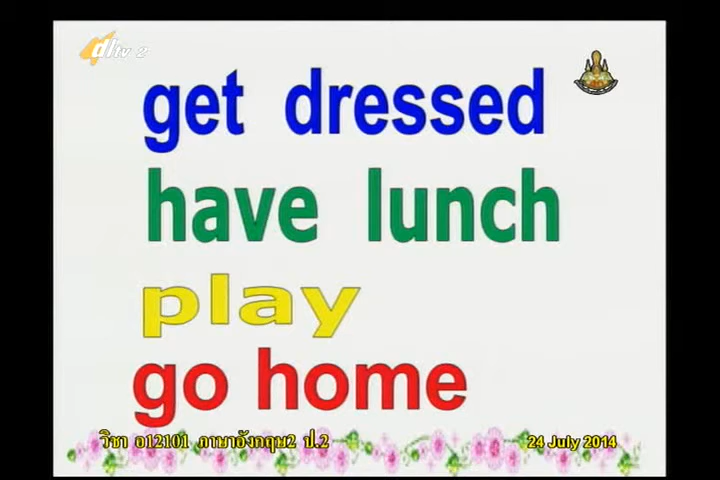 dltv 2
get dressed
have lunch
play
go home
วิชา อ12101 ภาษาอังกฤษ2 ป.2
24 July 2014